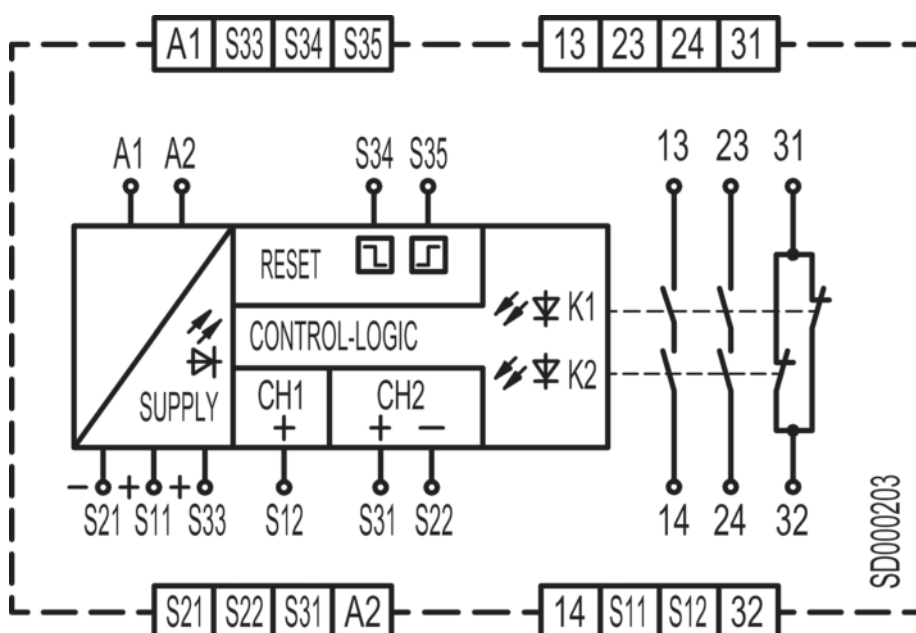 A1 S33 S34 S35 13 23 24 31
A1 A2 S34 S35 13 23 31
RESET
K1
CONTROL-LOGIC
K2
SUPPLY CH1 CH2
+ + −
− + +
S21 S11 S33 S12 S31 S22 14 24 32
SD000203
S21 S22 S31 A2 14 S11 S12 32